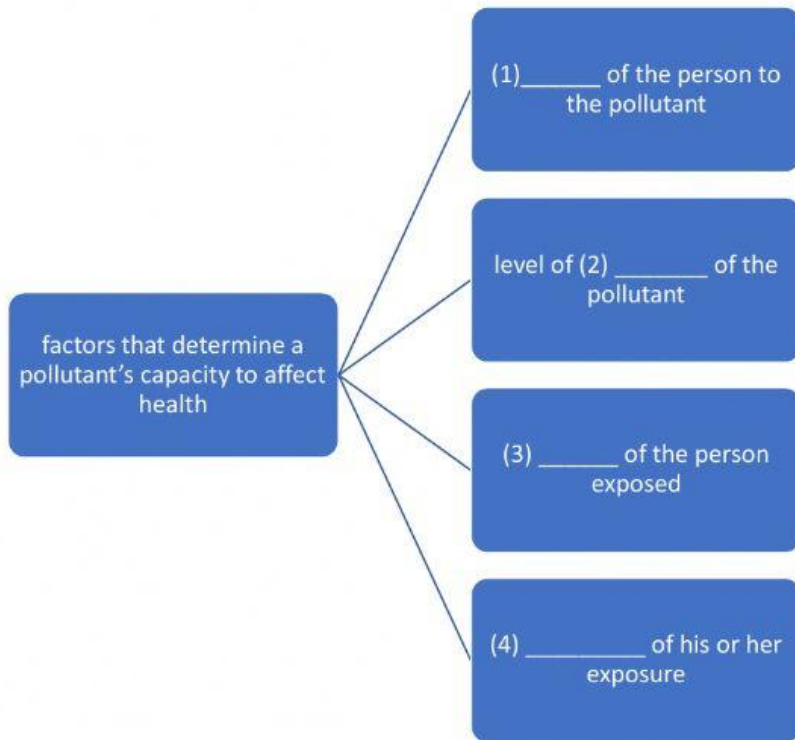 (1)______ of the person to
the pollutant
level of (2) _______ of the
pollutant
factors that determine a
pollutant’s capacity to affect
health
(3) ______ of the person
exposed
(4) _________ of his or her
exposure